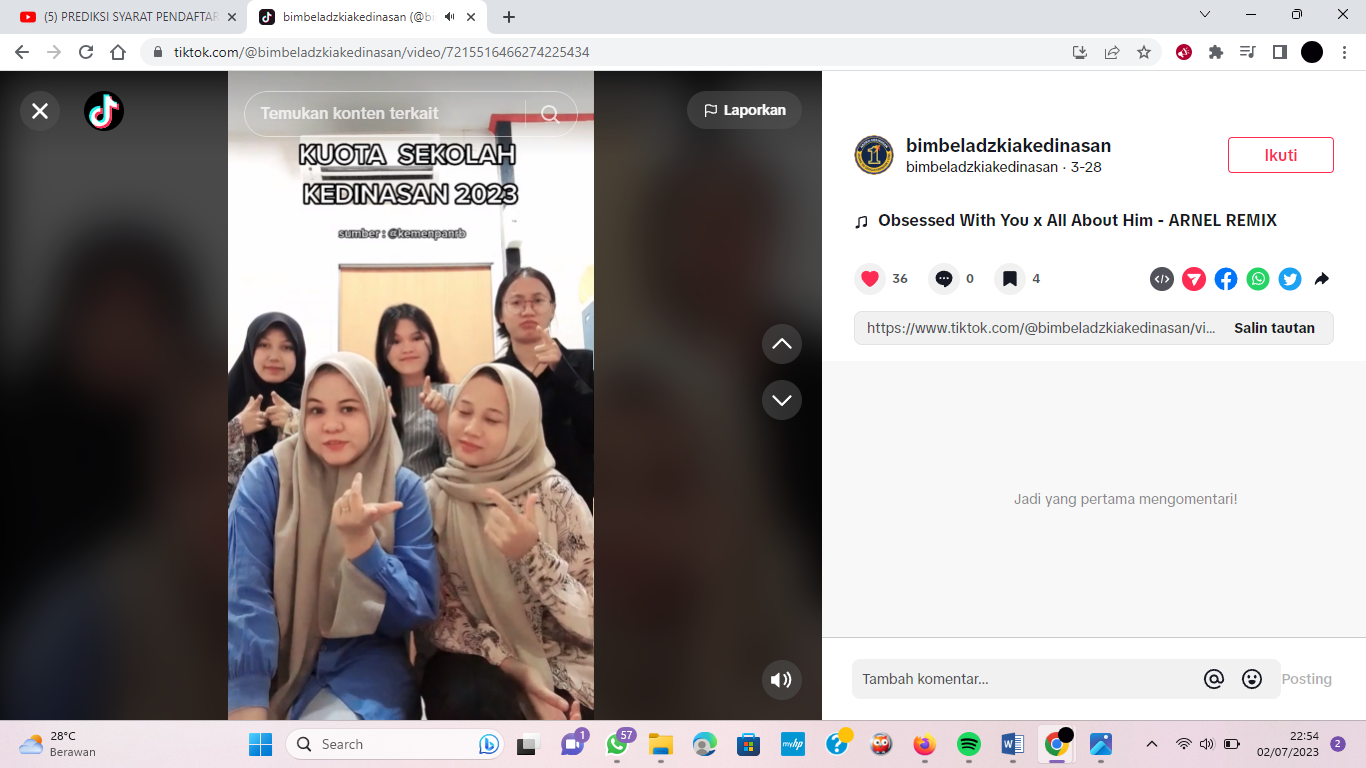 (5) PREDIKSI SYARAT PENDAFTAR
bimbeladzkiakedinasan (@b
tiktok.com/@bimbeladzkiakedinasan/video/7215516466274225434
Temukan konten terkait
Laporkan
KUOTA SEKOLAH
KEDINASAN 2023
sumber : @kemenpanrb
bimbeladzkiakedinasan
bimbeladzkiakedinasan · 3-28
Ikuti
Obsessed With You x All About Him - ARNEL REMIX
36
0
4
https://www.tiktok.com/@bimbeladzkiakedinasan/vi...
Salin tautan
Jadi yang pertama mengomentari!
Tambah komentar...
Posting
28°C
Berawan
Search
1
57
myhp
22:54
02/07/2023
2